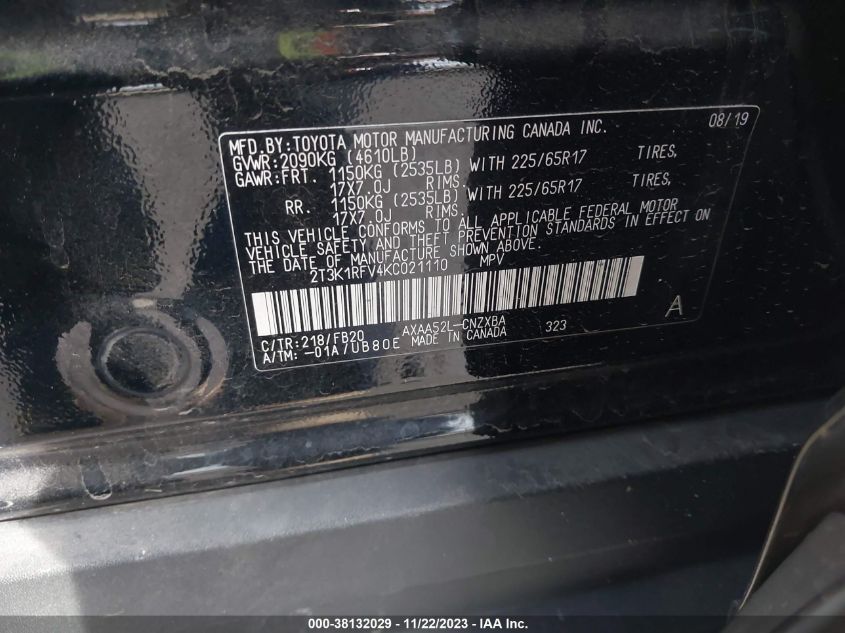 MFD.BY:TOYOTA MOTOR MANUFACTURING CANADA INC. 08/19
GVWR:2090KG (4610LB)
GAWR:FRT. 1150KG (2535LB) WITH 225/65R17 TIRES,
17X7.0J RIMS.
RR. 1150KG (2535LB) WITH 225/65R17 TIRES,
17X7.0J RIMS.
THIS VEHICLE CONFORMS TO ALL APPLICABLE FEDERAL MOTOR
VEHICLE SAFETY AND THEFT PREVENTION STANDARDS IN EFFECT ON
THE DATE OF MANUFACTURE SHOWN ABOVE.
2T3K1RFV4KC021110 MPV
A
C/TR:218/FB20 AXAA52L-CNZXBA 323
A/TM:-01A/UB80E MADE IN CANADA
000-38132029 - 11/22/2023 - IAA Inc.